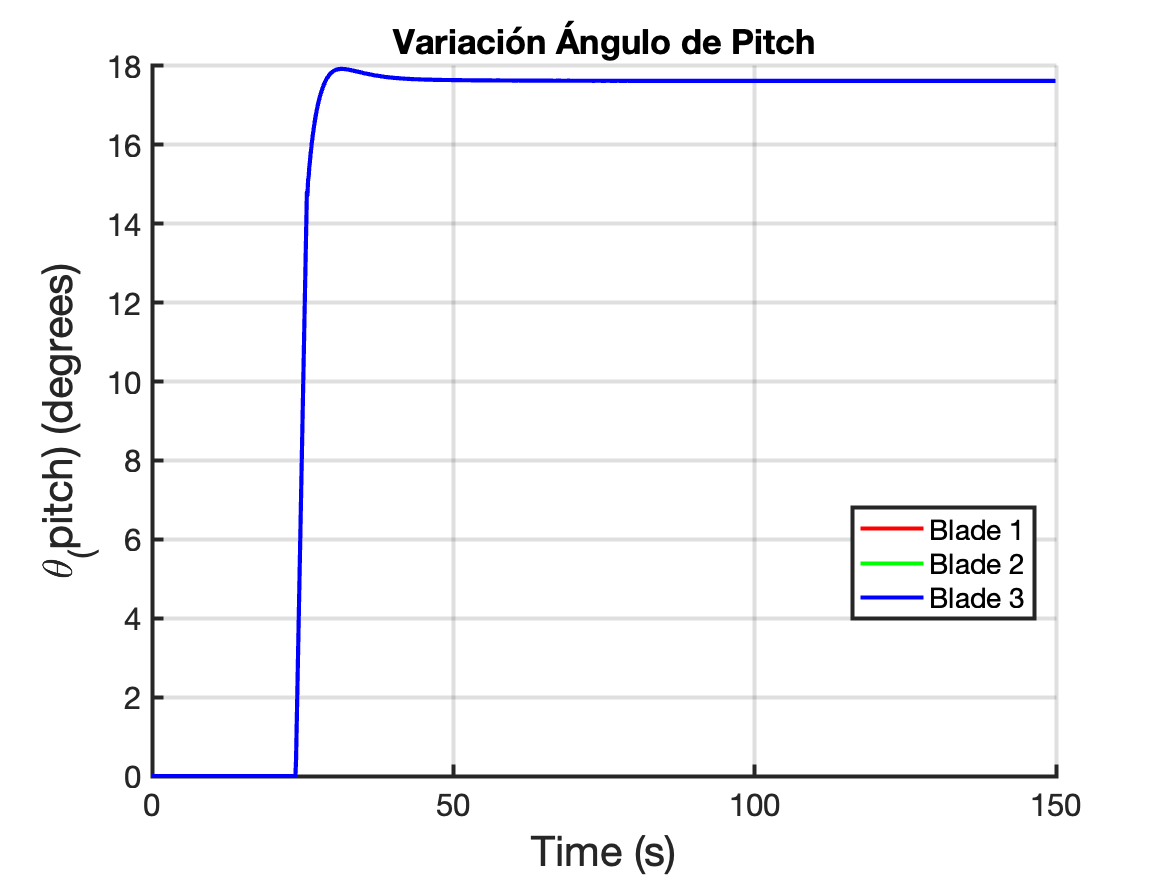 Variación Ángulo de Pitch
18
16
14
12
10
8
6
4
2
0
θ(pitch) (degrees)
Blade 1
Blade 2
Blade 3
0 50 100 150
Time (s)